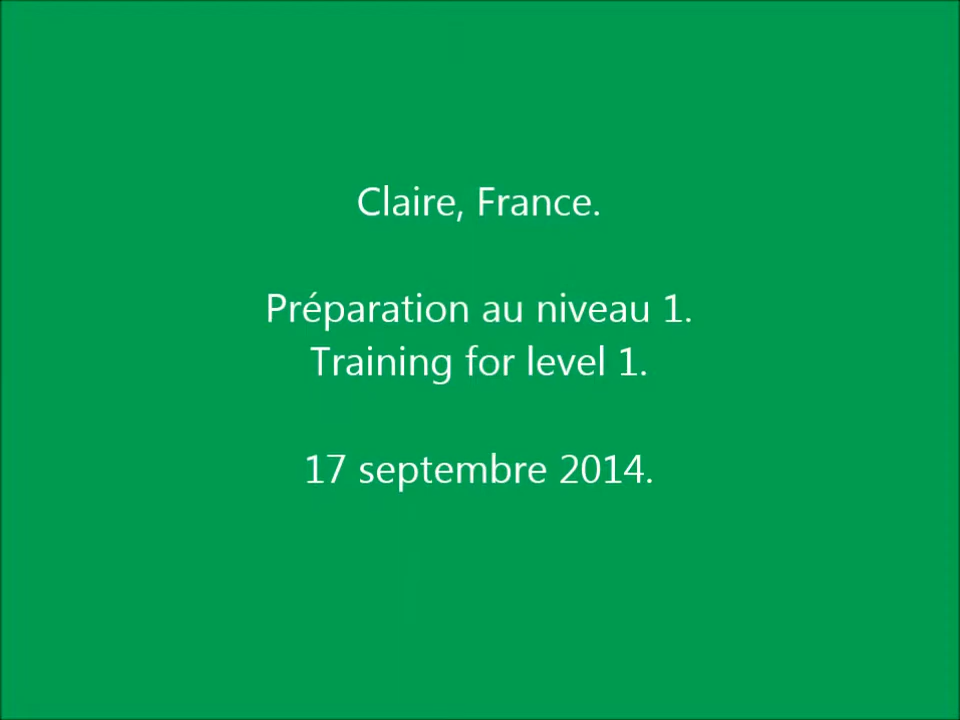 Claire, France.
Préparation au niveau 1.
Training for level 1.
17 septembre 2014.